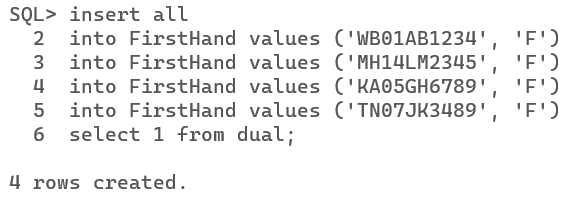 SQL> insert all
  2  into FirstHand values ('WB01AB1234', 'F')
  3  into FirstHand values ('MH14LM2345', 'F')
  4  into FirstHand values ('KA05GH6789', 'F')
  5  into FirstHand values ('TN07JK3489', 'F')
  6  select 1 from dual;
4 rows created.